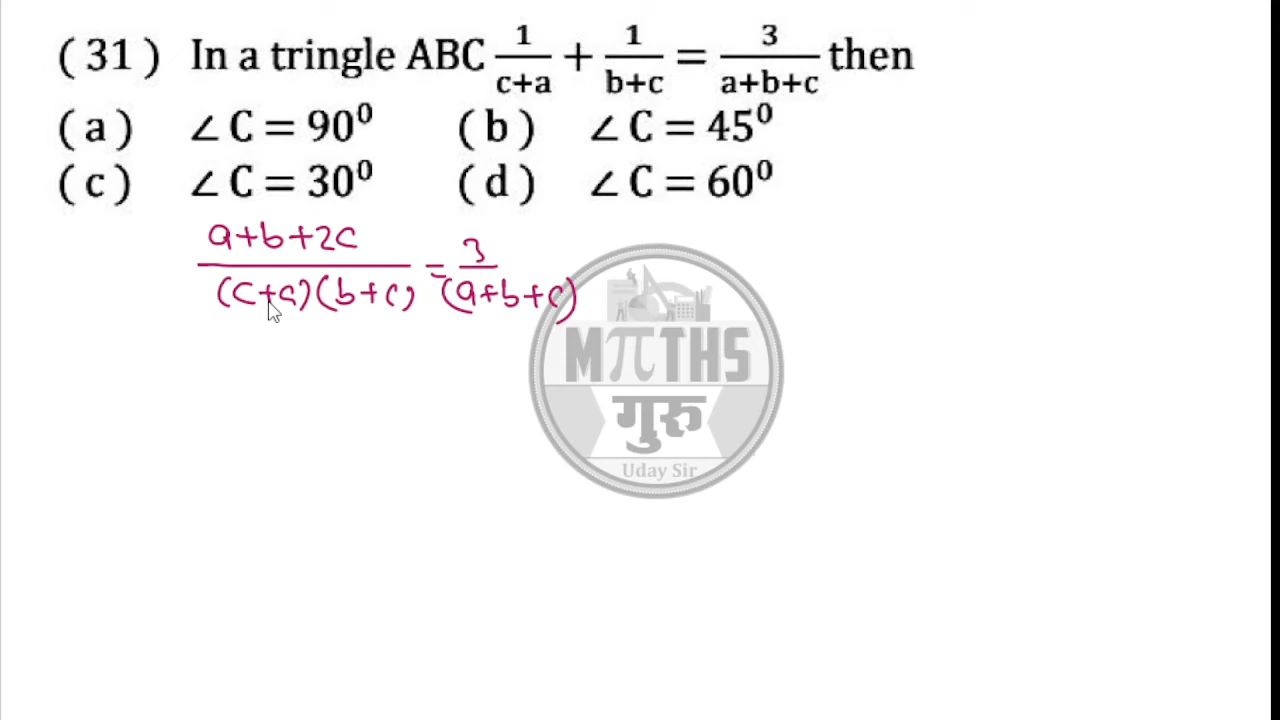 ( 31 ) In a tringle ABC 1/(c+a) + 1/(b+c) = 3/(a+b+c) then
( a ) ∠ C = 90⁰ ( b ) ∠ C = 45⁰
( c ) ∠ C = 30⁰ ( d ) ∠ C = 60⁰
a+b+2c / (c+a)(b+c) = 3 / (a+b+c)
MπTHS
गुरु
Uday Sir